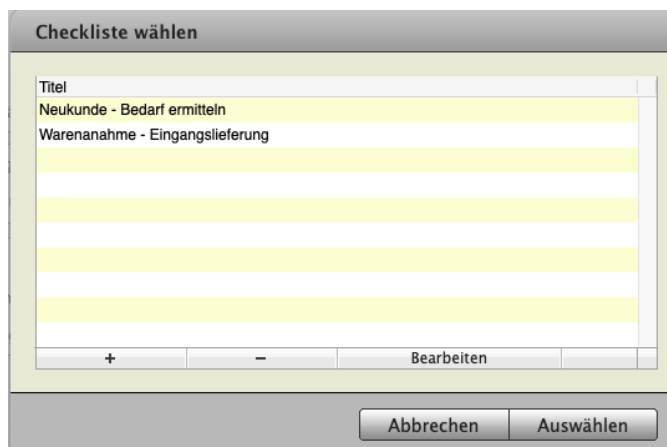 Checkliste wählen
Titel
Neukunde - Bedarf ermitteln
Warenanahme - Eingangslieferung
+ − Bearbeiten
Abbrechen Auswählen